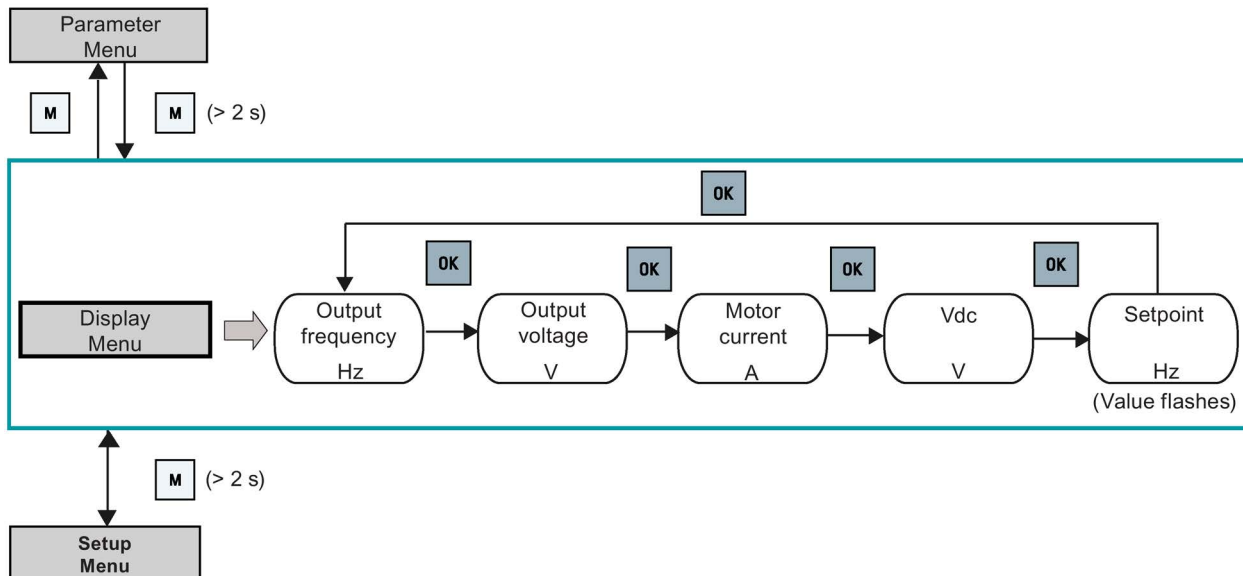 Parameter
Menu
M
M (> 2 s)
OK
OK
OK
OK
OK
Display
Menu
Output
frequency
Hz
Output
voltage
V
Motor
current
A
Vdc
V
Setpoint
Hz
(Value flashes)
M (> 2 s)
Setup
Menu